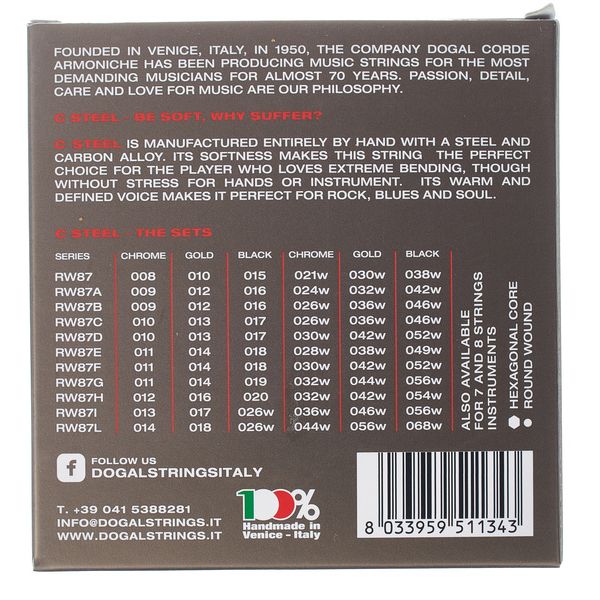 FOUNDED IN VENICE, ITALY, IN 1950, THE COMPANY DOGAL CORDE
ARMONICHE HAS BEEN PRODUCING MUSIC STRINGS FOR THE MOST
DEMANDING MUSICIANS FOR ALMOST 70 YEARS. PASSION, DETAIL,
CARE AND LOVE FOR MUSIC ARE OUR PHILOSOPHY.
C STEEL - BE SOFT, WHY SUFFER?
C STEEL IS MANUFACTURED ENTIRELY BY HAND WITH A STEEL AND
CARBON ALLOY. ITS SOFTNESS MAKES THIS STRING THE PERFECT
CHOICE FOR THE PLAYER WHO LOVES EXTREME BENDING, THOUGH
WITHOUT STRESS FOR HANDS OR INSTRUMENT. ITS WARM AND
DEFINED VOICE MAKES IT PERFECT FOR ROCK, BLUES AND SOUL.
C STEEL - THE SETS
SERIES CHROME GOLD BLACK CHROME GOLD BLACK
RW87 008 010 015 021w 030w 038w
RW87A 009 012 016 024w 032w 042w
RW87B 009 012 016 026w 036w 046w
RW87C 010 013 017 026w 036w 046w
RW87D 010 013 017 030w 042w 052w
RW87E 011 014 018 028w 038w 049w
RW87F 011 014 018 030w 042w 052w
RW87G 011 014 019 032w 044w 056w
RW87H 012 016 020 032w 042w 054w
RW87I 013 017 026w 036w 046w 056w
RW87L 014 018 026w 044w 056w 068w
ALSO AVAILABLE
FOR 7 AND 8 STRINGS
INSTRUMENTS
HEXAGONAL CORE
ROUND WOUND
FOLLOW US
DOGALSTRINGSITALY
T. +39 041 5388281
INFO@DOGALSTRINGS.IT
WWW.DOGALSTRINGS.IT
100%
Handmade in
Venice - Italy
8 033959 511343